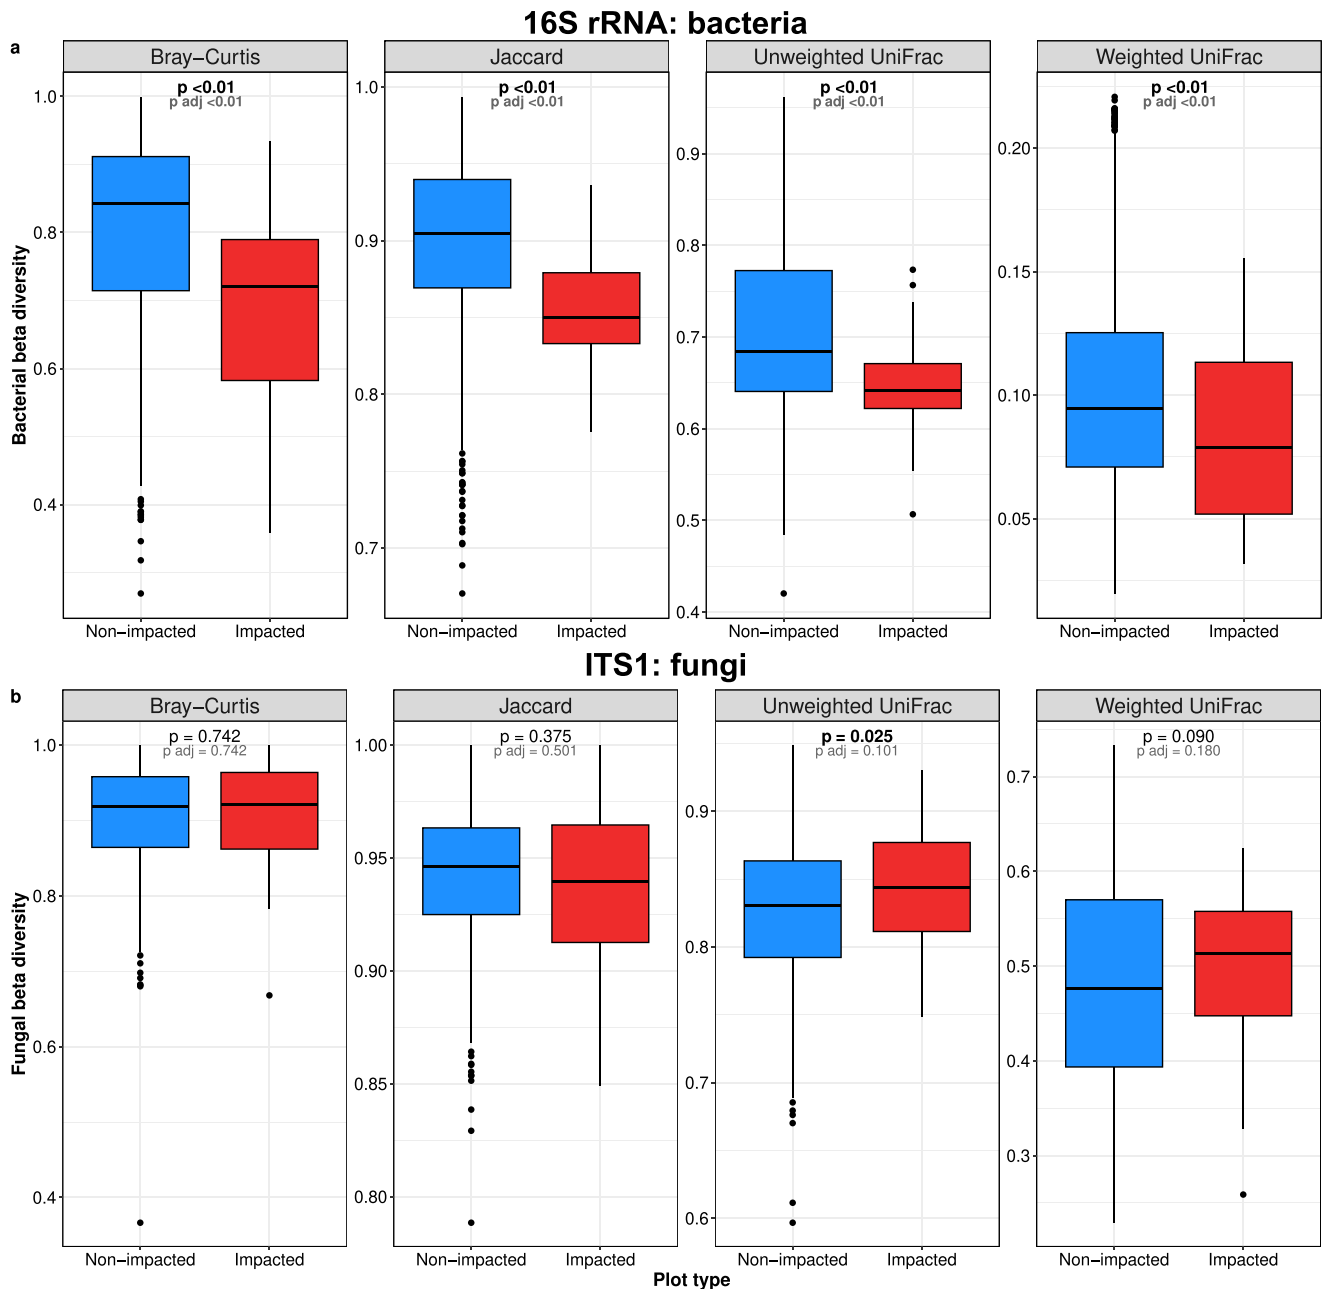 16S rRNA: bacteria
a
Bray−Curtis
Jaccard
Unweighted UniFrac
Weighted UniFrac
p <0.01
p adj <0.01
p <0.01
p adj <0.01
p <0.01
p adj <0.01
p <0.01
p adj <0.01
Bacterial beta diversity
1.0
0.8
0.6
0.4
1.0
0.9
0.8
0.7
0.9
0.8
0.7
0.6
0.5
0.4
0.20
0.15
0.10
0.05
Non−impacted
Impacted
Non−impacted
Impacted
Non−impacted
Impacted
Non−impacted
Impacted
ITS1: fungi
b
Bray−Curtis
Jaccard
Unweighted UniFrac
Weighted UniFrac
p = 0.742
p adj = 0.742
p = 0.375
p adj = 0.501
p = 0.025
p adj = 0.101
p = 0.090
p adj = 0.180
Fungal beta diversity
1.0
0.8
0.6
0.4
1.00
0.95
0.90
0.85
0.80
0.9
0.8
0.7
0.6
0.7
0.6
0.5
0.4
0.3
Non−impacted
Impacted
Non−impacted
Impacted
Non−impacted
Impacted
Non−impacted
Impacted
Plot type